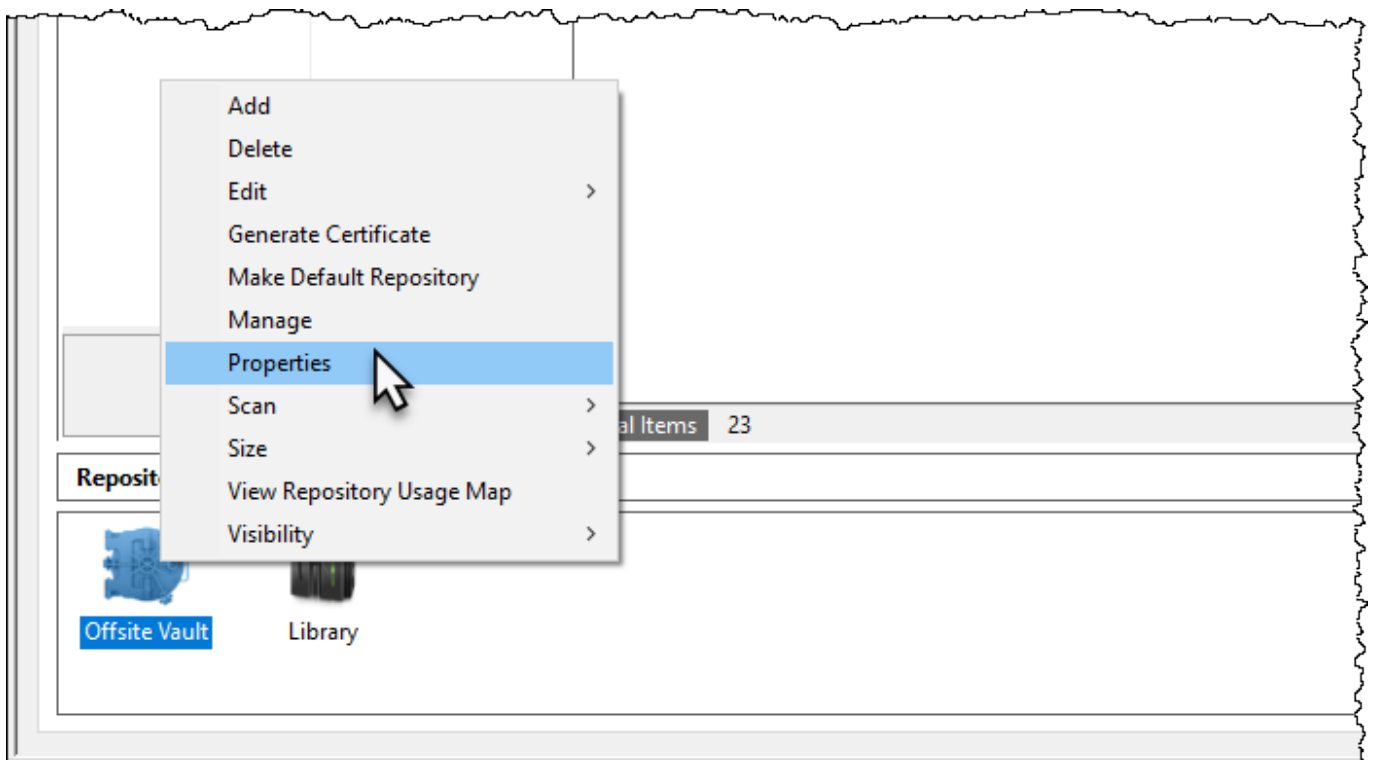 Add
Delete
Edit
Generate Certificate
Make Default Repository
Manage
Properties
Scan
al Items 23
Size
Reposit
View Repository Usage Map
Visibility
Offsite Vault
Library